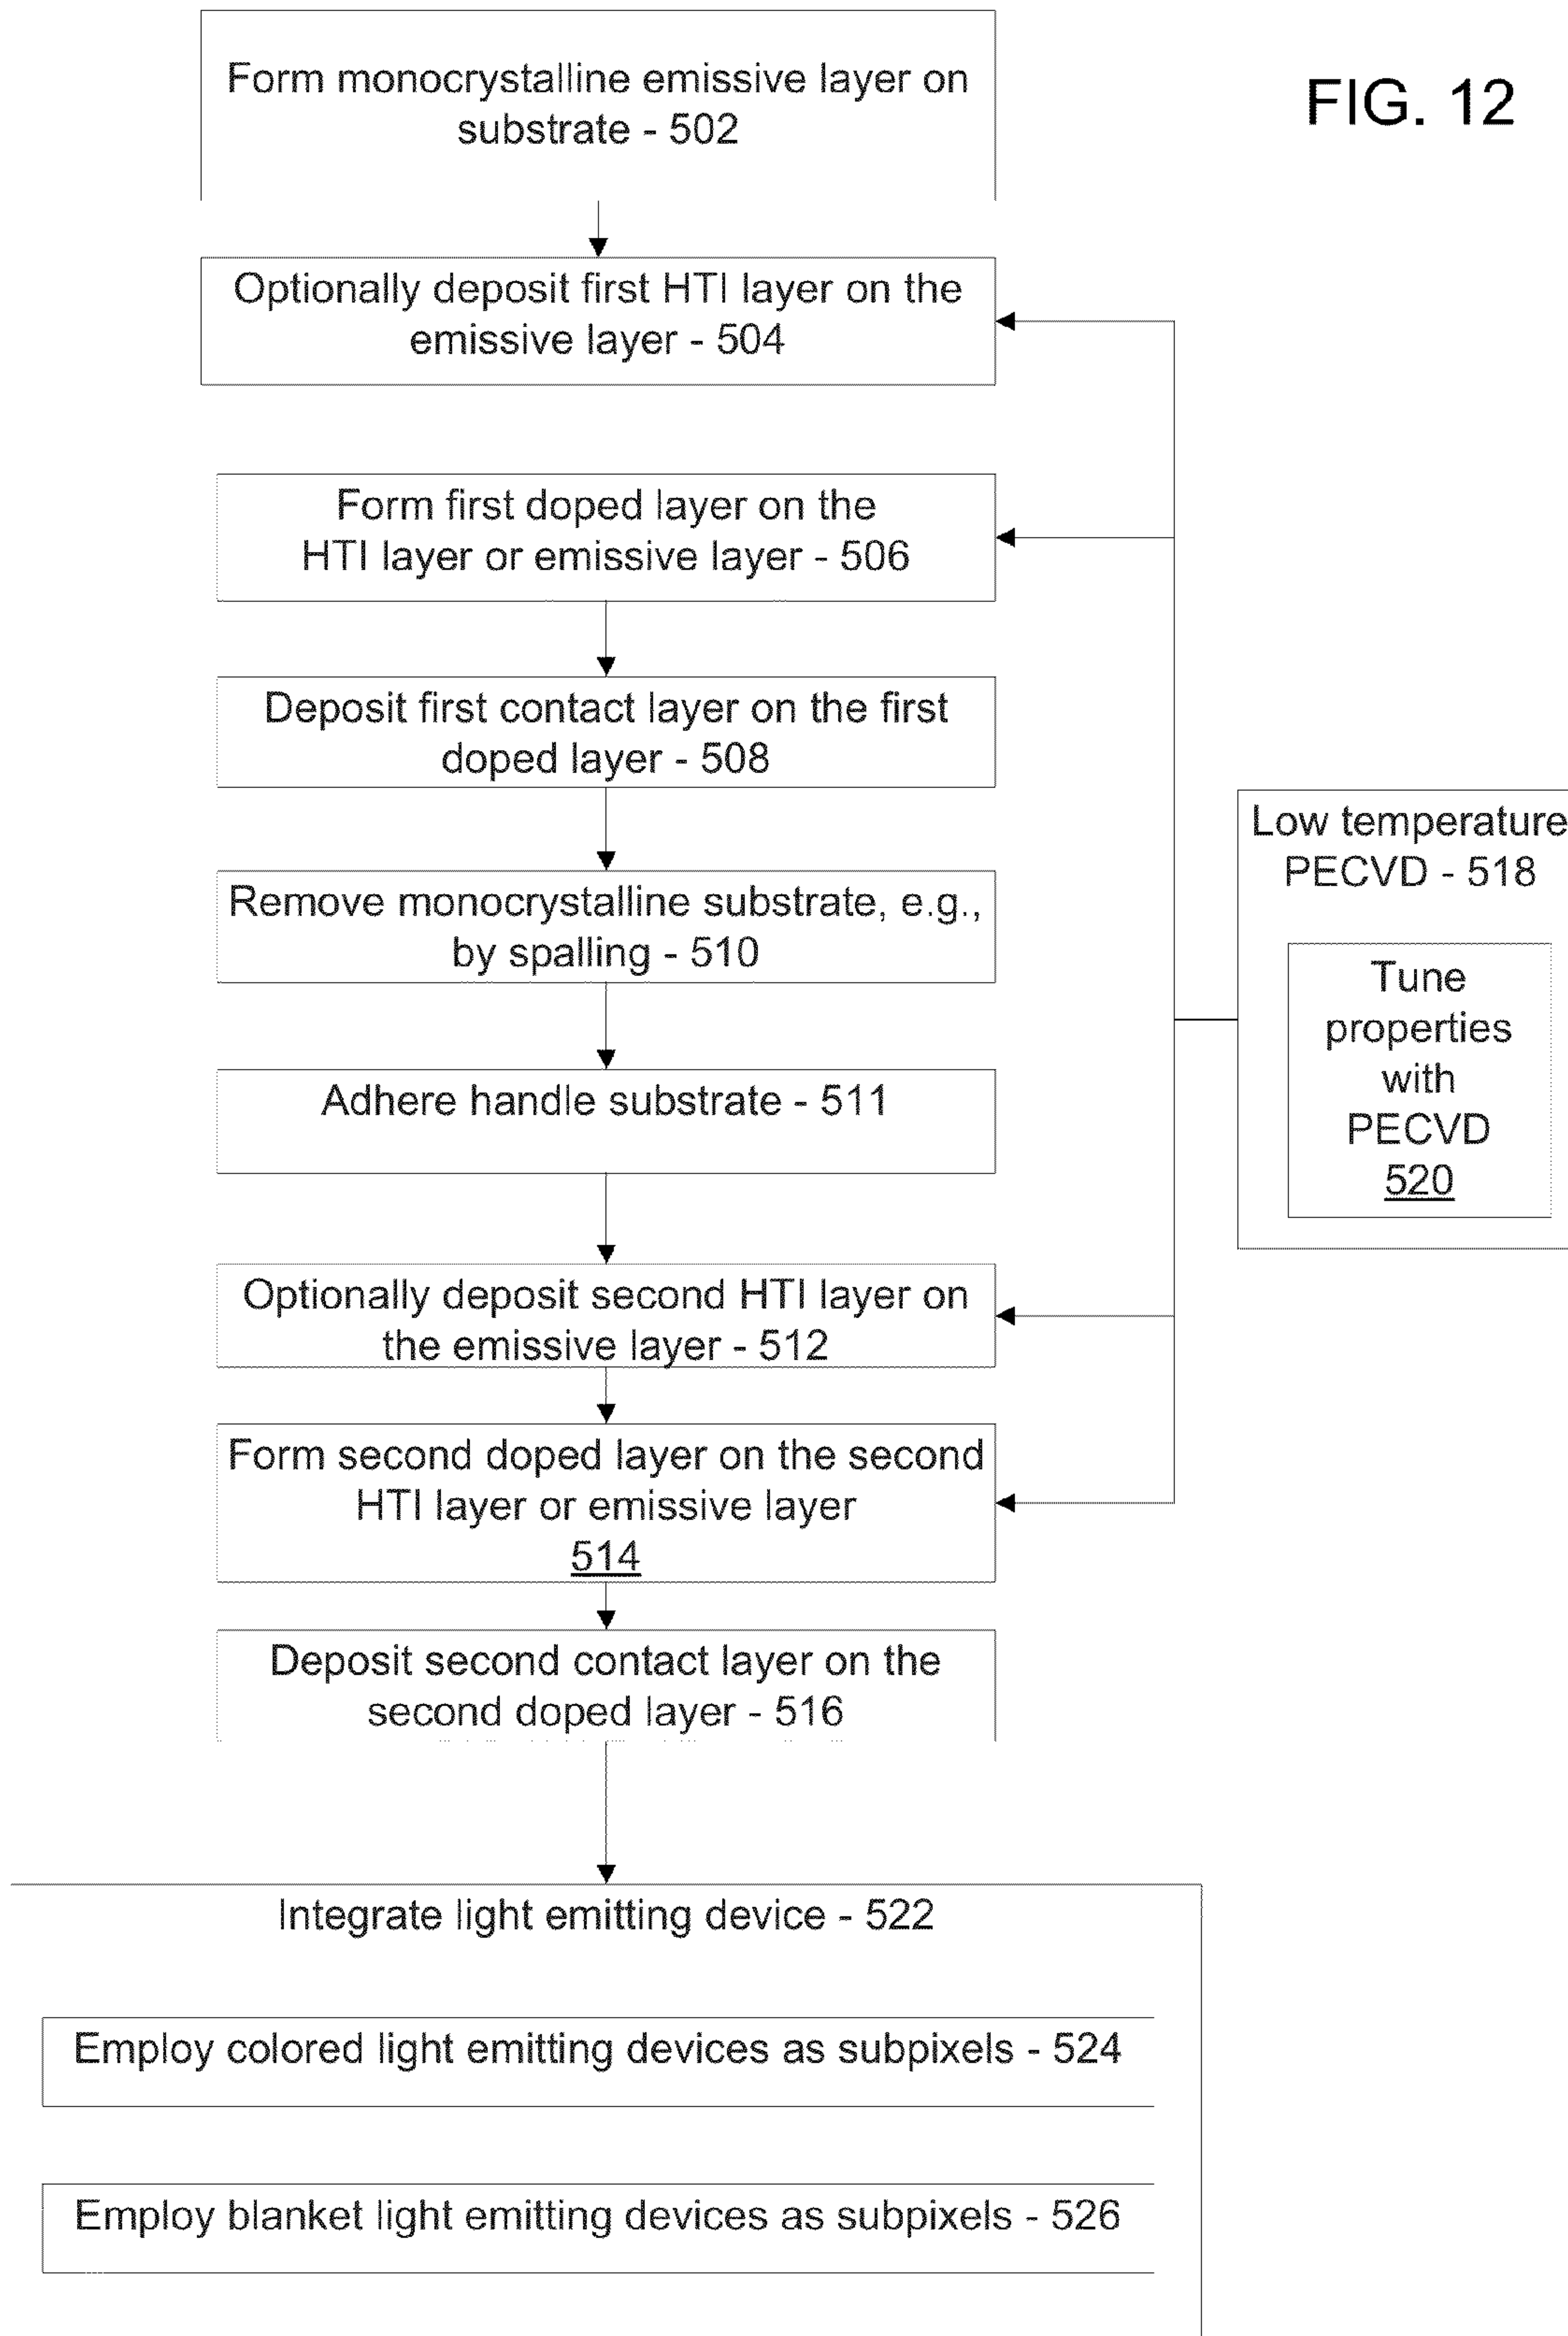 FIG. 12
Form monocrystalline emissive layer on
substrate - 502
Optionally deposit first HTI layer on the
emissive layer - 504
Form first doped layer on the
HTI layer or emissive layer - 506
Deposit first contact layer on the first
doped layer - 508
Remove monocrystalline substrate, e.g.,
by spalling - 510
Adhere handle substrate - 511
Optionally deposit second HTI layer on
the emissive layer - 512
Form second doped layer on the second
HTI layer or emissive layer
514
Deposit second contact layer on the
second doped layer - 516
Low temperature
PECVD - 518
Tune
properties
with
PECVD
520
Integrate light emitting device - 522
Employ colored light emitting devices as subpixels - 524
Employ blanket light emitting devices as subpixels - 526